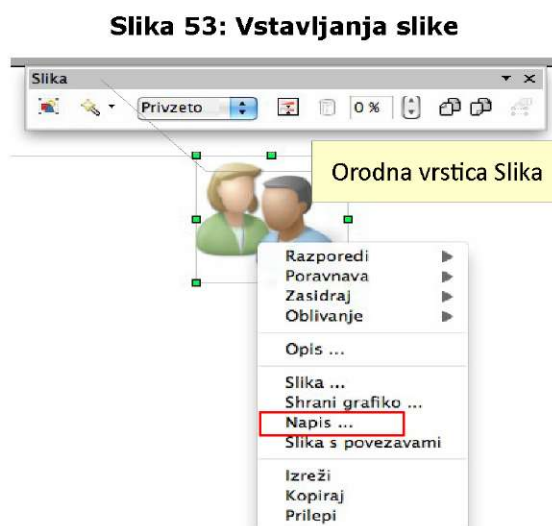 Slika 53: Vstavljanja slike
Slika
Privzeto
0 %
Orodna vrstica Slika
Razporedi
Poravnava
Zasidraj
Oblivanje
Opis ...
Slika ...
Shrani grafiko ...
Napis ...
Slika s povezavami
Izreži
Kopiraj
Prilepi